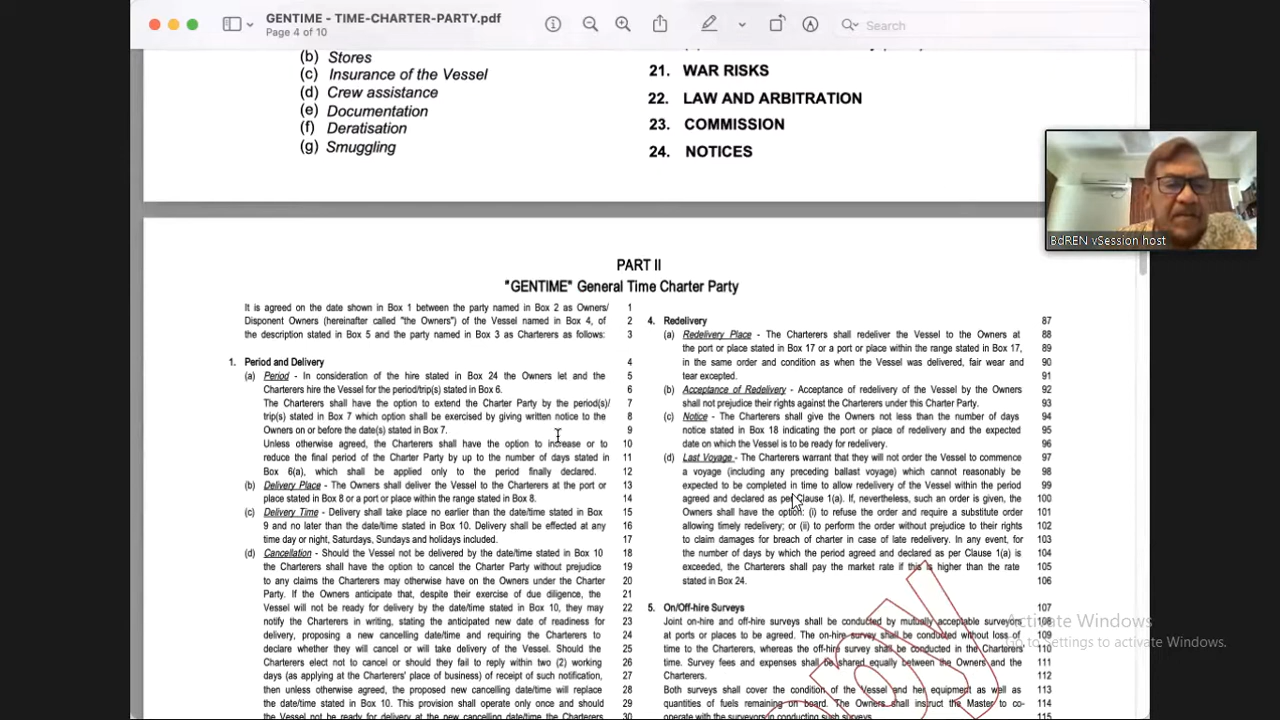 GENTIME - TIME-CHARTER-PARTY.pdf
Page 4 of 10
Search
(b) Stores
(c) Insurance of the Vessel
(d) Crew assistance
(e) Documentation
(f) Deratisation
(g) Smuggling
21. WAR RISKS
22. LAW AND ARBITRATION
23. COMMISSION
24. NOTICES
BdREN vSession host
PART II
"GENTIME" General Time Charter Party
It is agreed on the date shown in Box 1 between the party named in Box 2 as Owners/ 1
Disponent Owners (hereinafter called "the Owners") of the Vessel named in Box 4, of 2
the description stated in Box 5 and the party named in Box 3 as Charterers as follows: 3
1. Period and Delivery 4
(a) Period - In consideration of the hire stated in Box 24 the Owners let and the 5
Charterers hire the Vessel for the period/trip(s) stated in Box 6. 6
The Charterers shall have the option to extend the Charter Party by the period(s)/ 7
trip(s) stated in Box 7 which option shall be exercised by giving written notice to the 8
Owners on or before the date(s) stated in Box 7. 9
Unless otherwise agreed, the Charterers shall have the option to increase or to 10
reduce the final period of the Charter Party by up to the number of days stated in 11
Box 6(a), which shall be applied only to the period finally declared. 12
(b) Delivery Place - The Owners shall deliver the Vessel to the Charterers at the port or 13
place stated in Box 8 or a port or place within the range stated in Box 8. 14
(c) Delivery Time - Delivery shall take place no earlier than the date/time stated in Box 15
9 and no later than the date/time stated in Box 10. Delivery shall be effected at any 16
time day or night, Saturdays, Sundays and holidays included. 17
(d) Cancellation - Should the Vessel not be delivered by the date/time stated in Box 10 18
the Charterers shall have the option to cancel the Charter Party without prejudice 19
to any claims the Charterers may otherwise have on the Owners under the Charter 20
Party. If the Owners anticipate that, despite their exercise of due diligence, the 21
Vessel will not be ready for delivery by the date/time stated in Box 10, they may 22
notify the Charterers in writing, stating the anticipated new date of readiness for 23
delivery, proposing a new cancelling date/time and requiring the Charterers to 24
declare whether they will cancel or will take delivery of the Vessel. Should the 25
Charterers elect not to cancel or should they fail to reply within two (2) working 26
days (as applying at the Charterers' place of business) of receipt of such notification, 27
then unless otherwise agreed, the proposed new cancelling date/time will replace 28
the date/time stated in Box 10. This provision shall operate only once and should 29
the Vessel not be ready for delivery at the new cancelling date/time the Charterers 30
4. Redelivery 87
(a) Redelivery Place - The Charterers shall redeliver the Vessel to the Owners at 88
the port or place stated in Box 17 or a port or place within the range stated in Box 17, 89
in the same order and condition as when the Vessel was delivered, fair wear and 90
tear excepted. 91
(b) Acceptance of Redelivery - Acceptance of redelivery of the Vessel by the Owners 92
shall not prejudice their rights against the Charterers under this Charter Party. 93
(c) Notice - The Charterers shall give the Owners not less than the number of days 94
notice stated in Box 18 indicating the port or place of redelivery and the expected 95
date on which the Vessel is to be ready for redelivery. 96
(d) Last Voyage - The Charterers warrant that they will not order the Vessel to commence 97
a voyage (including any preceding ballast voyage) which cannot reasonably be 98
expected to be completed in time to allow redelivery of the Vessel within the period 99
agreed and declared as per Clause 1(a). If, nevertheless, such an order is given, the 100
Owners shall have the option: (i) to refuse the order and require a substitute order 101
allowing timely redelivery; or (ii) to perform the order without prejudice to their rights 102
to claim damages for breach of charter in case of late redelivery. In any event, for 103
the number of days by which the period agreed and declared as per Clause 1(a) is 104
exceeded, the Charterers shall pay the market rate if this is higher than the rate 105
stated in Box 24. 106
5. On/Off-hire Surveys 107
Joint on-hire and off-hire surveys shall be conducted by mutually acceptable surveyors 108
at ports or places to be agreed. The on-hire survey shall be conducted without loss of 109
time to the Charterers, whereas the off-hire survey shall be conducted in the Charterers' 110
time. Survey fees and expenses shall be shared equally between the Owners and the 111
Charterers. 112
Both surveys shall cover the condition of the Vessel and her equipment as well as 113
quantities of fuels remaining on board. The Owners shall instruct the Master to co- 114
operate with the surveyors in conducting such surveys. 115
opy
Activate Windows
Go to Settings to activate Windows.